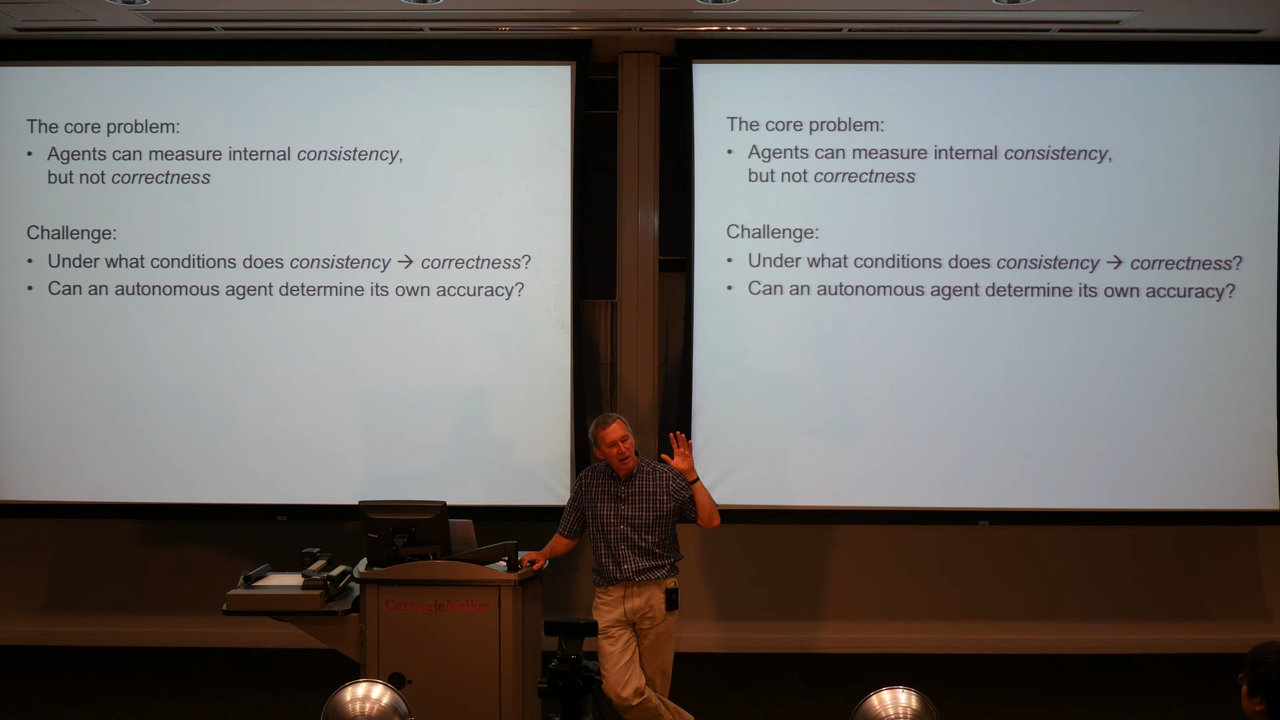 The core problem:
• Agents can measure internal consistency,
but not correctness
Challenge:
• Under what conditions does consistency → correctness?
• Can an autonomous agent determine its own accuracy?
The core problem:
• Agents can measure internal consistency,
but not correctness
Challenge:
• Under what conditions does consistency → correctness?
• Can an autonomous agent determine its own accuracy?
Carnegie Mellon